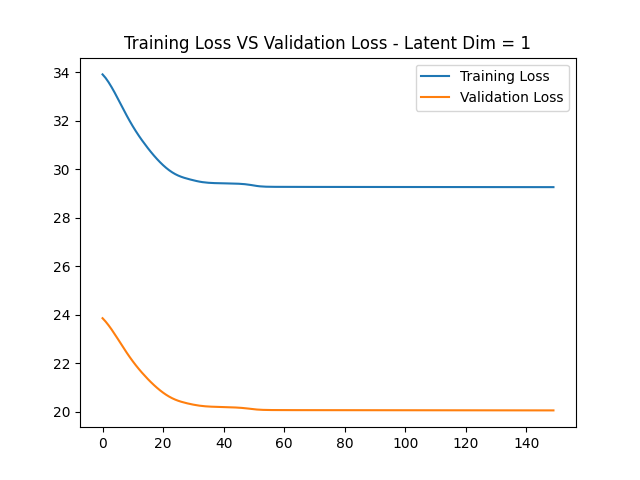 Training Loss VS Validation Loss - Latent Dim = 1
Training Loss
Validation Loss
34
32
30
28
26
24
22
20
0 20 40 60 80 100 120 140